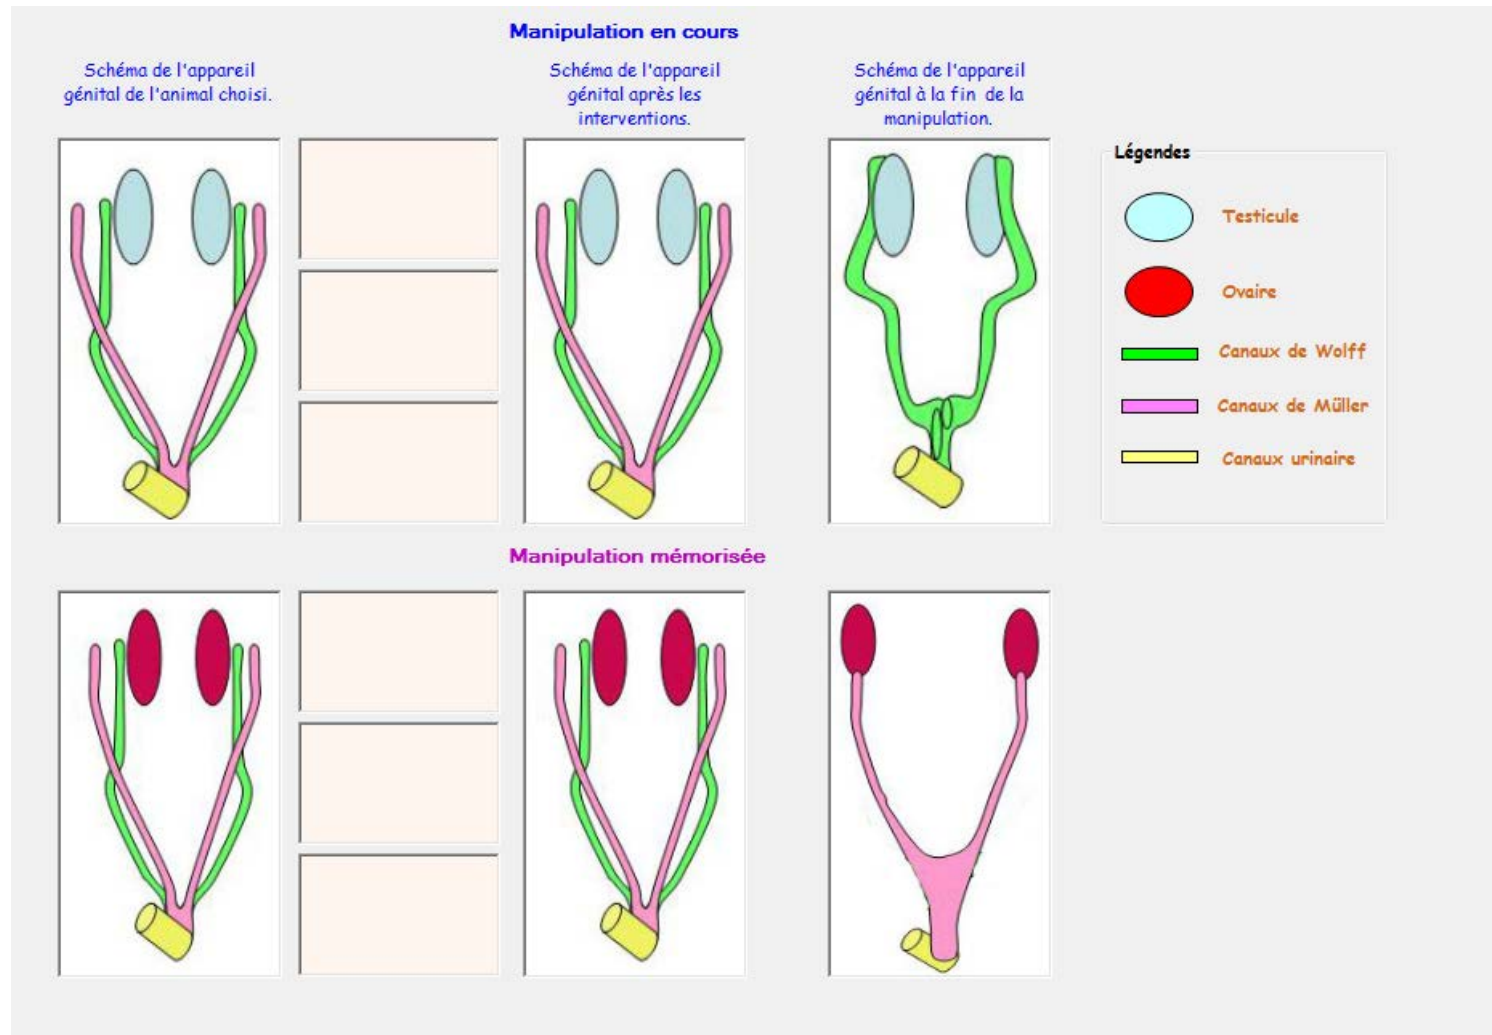 Manipulation en cours
Schéma de l'appareil
génital de l'animal choisi.
Schéma de l'appareil
génital après les
interventions.
Schéma de l'appareil
génital à la fin de la
manipulation.
Légendes
Testicule
Ovaire
Canaux de Wolff
Canaux de Müller
Canaux urinaire
Manipulation mémorisée